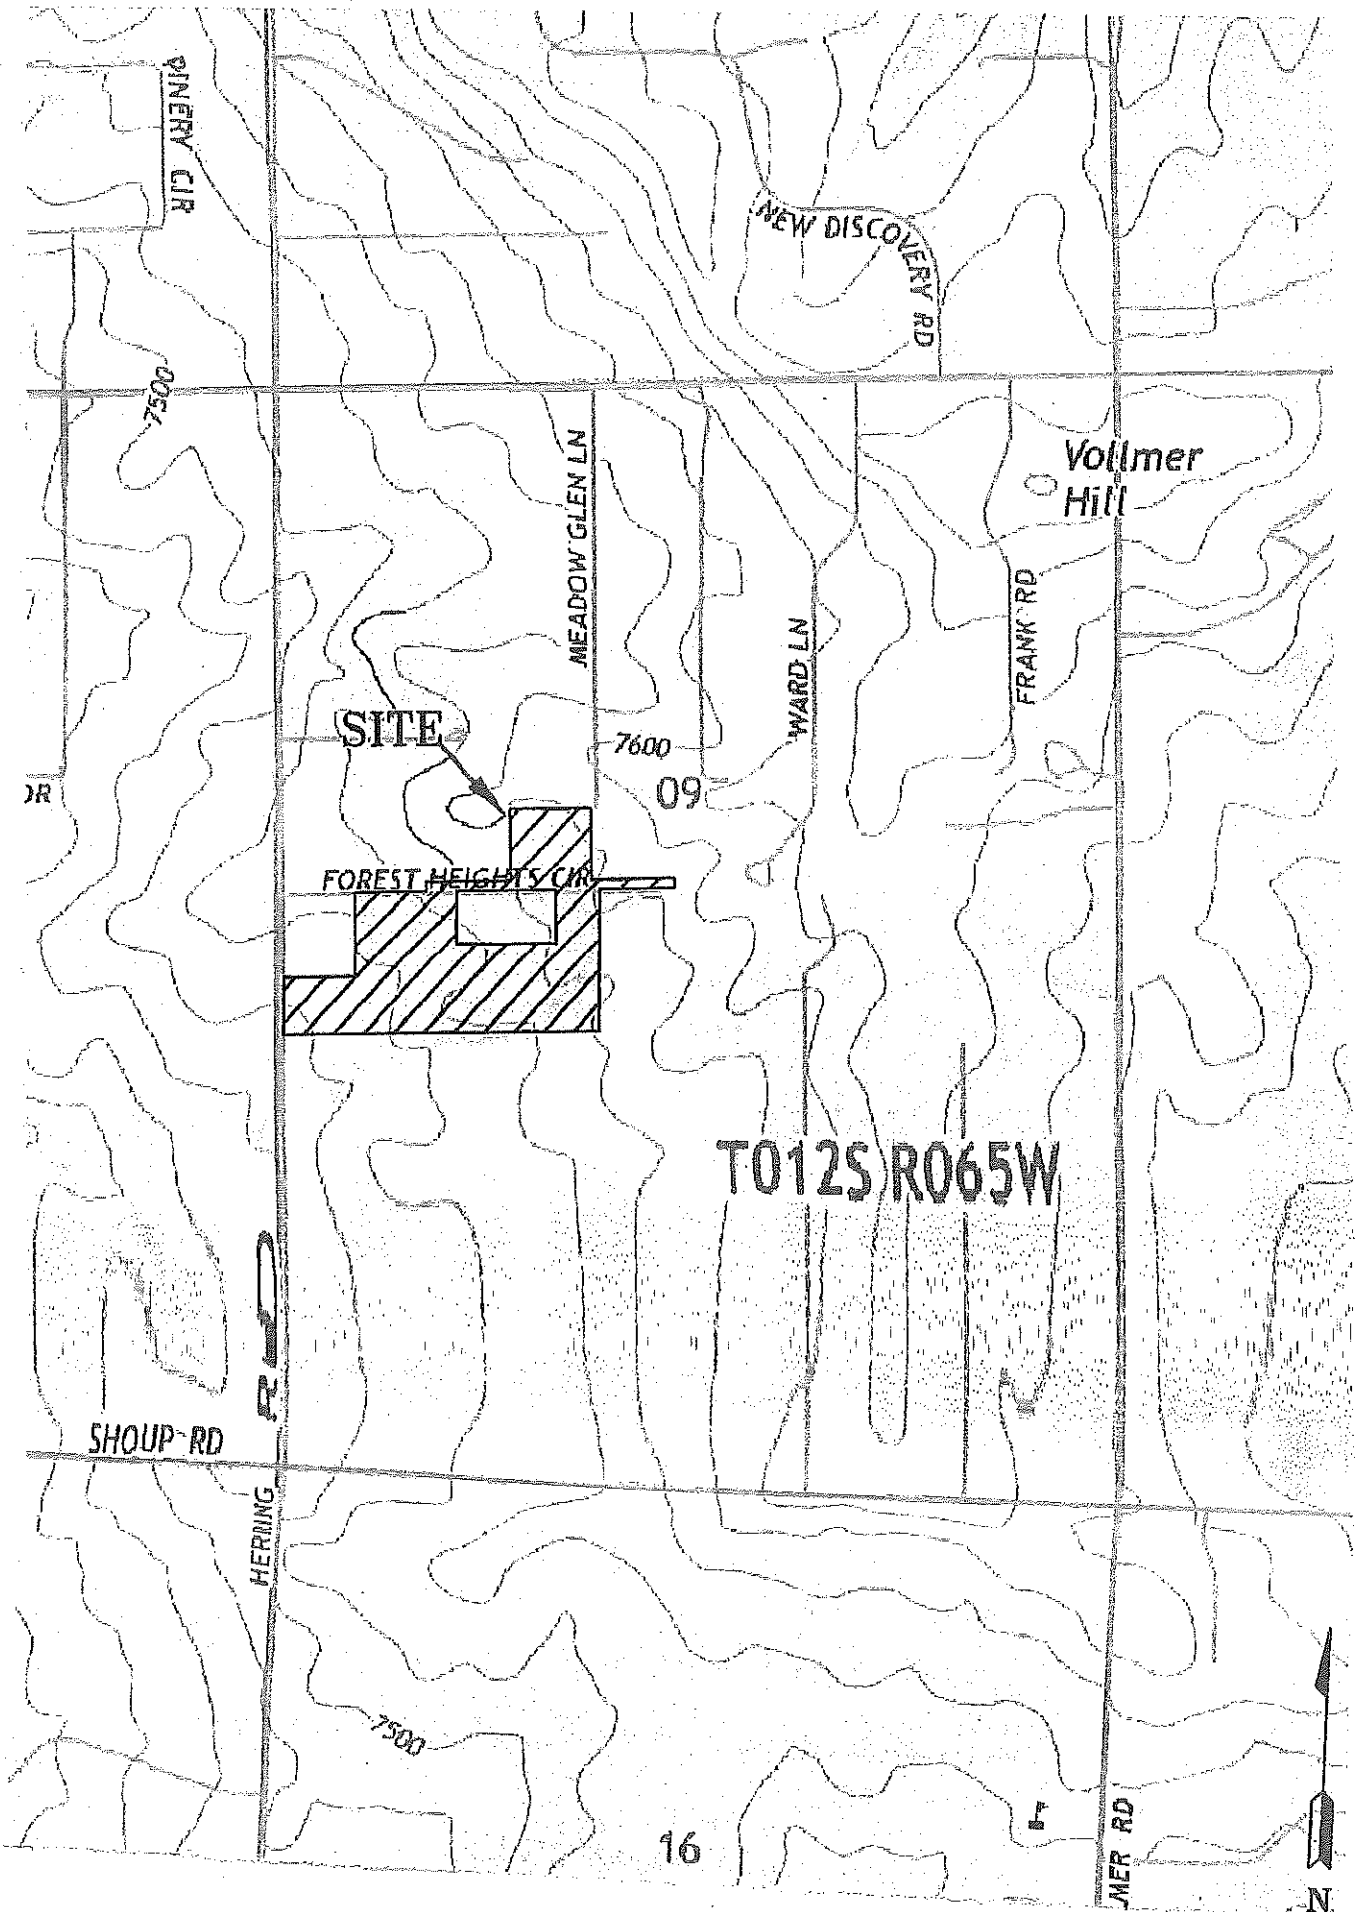 PINERY CIR
NEW DISCOVERY RD
7500
MEADOW GLEN LN
Vollmer
Hill
FRANK RD
WARD LN
SITE
7600
09
DR
FOREST HEIGHTS CIR
T012S R065W
SHOUP RD
HERRING
7500
16
MER RD
N